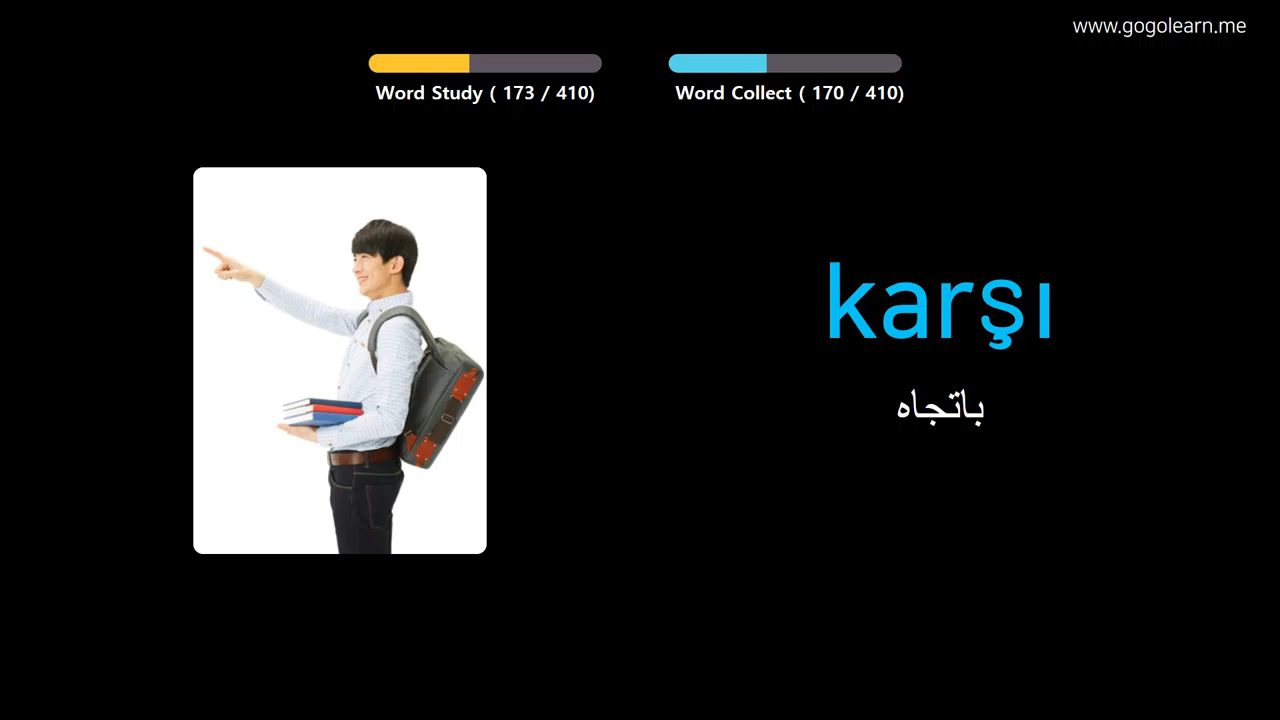 www.gogolearn.me
Word Study ( 173 / 410)
Word Collect ( 170 / 410)
karşı
باتجاه